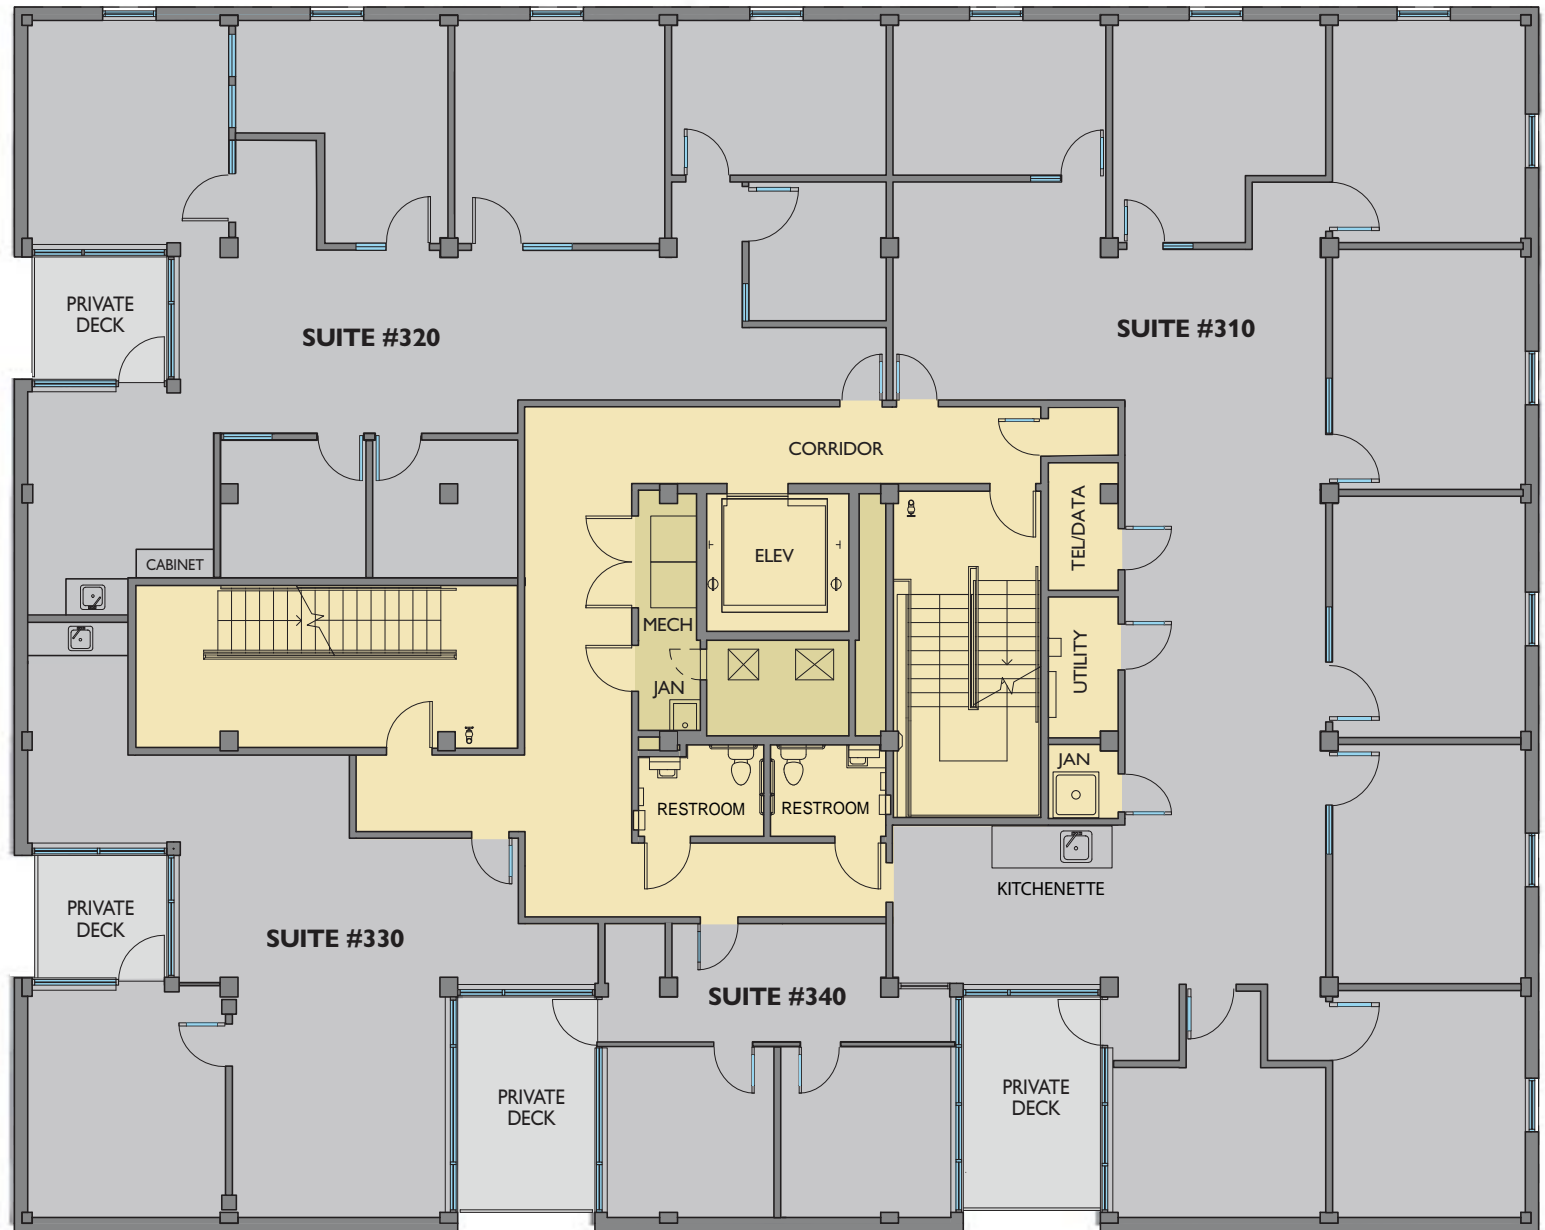 PRIVATE
DECK
SUITE #320
SUITE #310
CORRIDOR
TEL/DATA
ELEV
CABINET
MECH
UTILITY
JAN
JAN
RESTROOM
RESTROOM
KITCHENETTE
PRIVATE
DECK
SUITE #330
SUITE #340
PRIVATE
DECK
PRIVATE
DECK